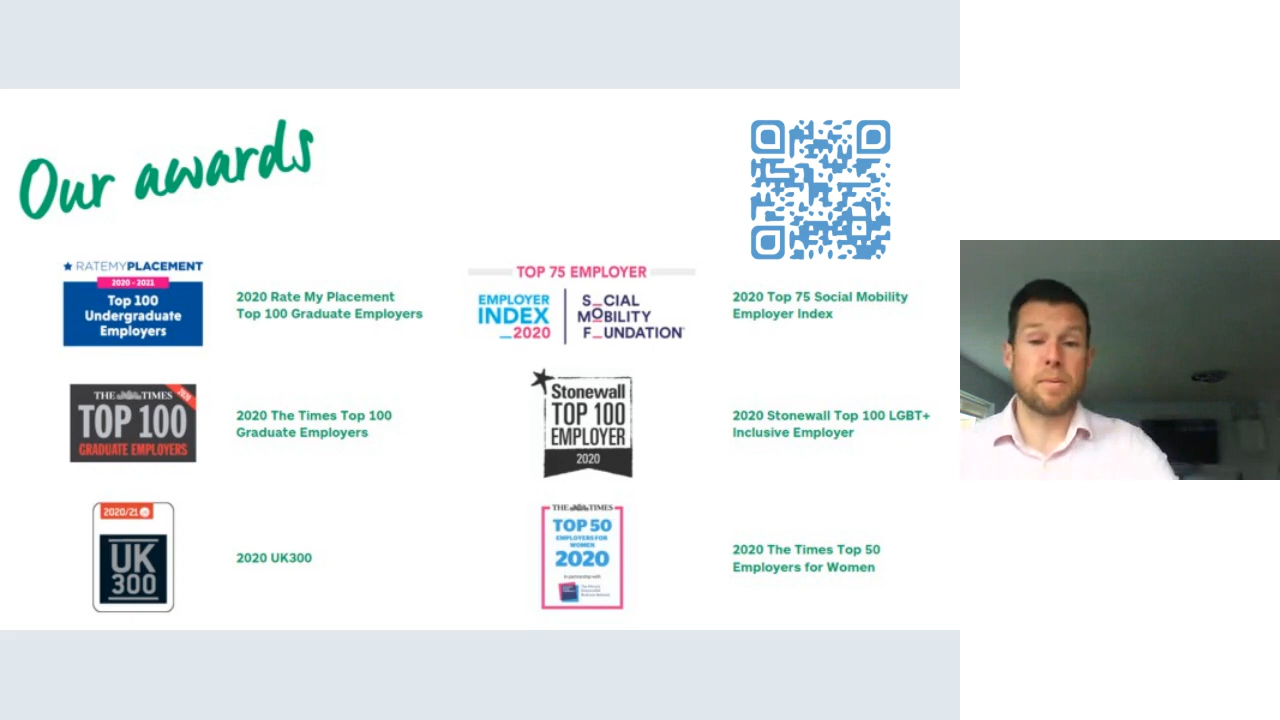 Our awards
RATEMYPLACEMENT
2020 - 2021
Top 100
Undergraduate
Employers
2020 Rate My Placement
Top 100 Graduate Employers
TOP 75 EMPLOYER
EMPLOYER
INDEX
_2020
S_CIAL
MOBILITY
F_UNDATION
2020 Top 75 Social Mobility
Employer Index
THE TIMES
2020
TOP 100
GRADUATE EMPLOYERS
2020 The Times Top 100
Graduate Employers
Stonewall
TOP 100
EMPLOYER
2020
2020 Stonewall Top 100 LGBT+
Inclusive Employer
2020/21
UK
300
2020 UK300
THE TIMES
TOP 50
EMPLOYERS FOR
WOMEN
2020
In partnership with
2020 The Times Top 50
Employers for Women